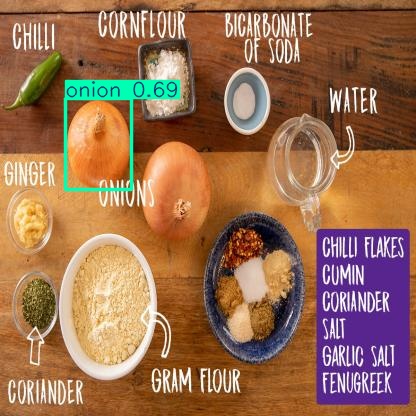 CHILLI
CORNFLOUR
BICARBONATE
OF SODA
onion 0.69
WATER
GINGER
ONIONS
CHILLI FLAKES
CUMIN
CORIANDER
SALT
GARLIC SALT
FENUGREEK
CORIANDER
GRAM FLOUR